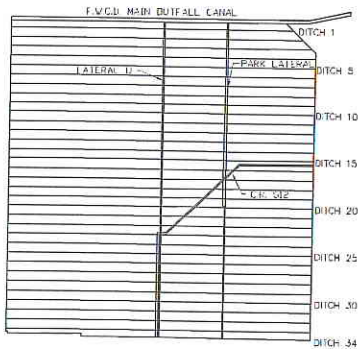 F.W.C.D. MAIN OUTFALL CANAL
DITCH 1
LATERAL U
PARK LATERAL
DITCH 5
DITCH 10
DITCH 15
C.R. 512
DITCH 20
DITCH 25
DITCH 30
DITCH 34